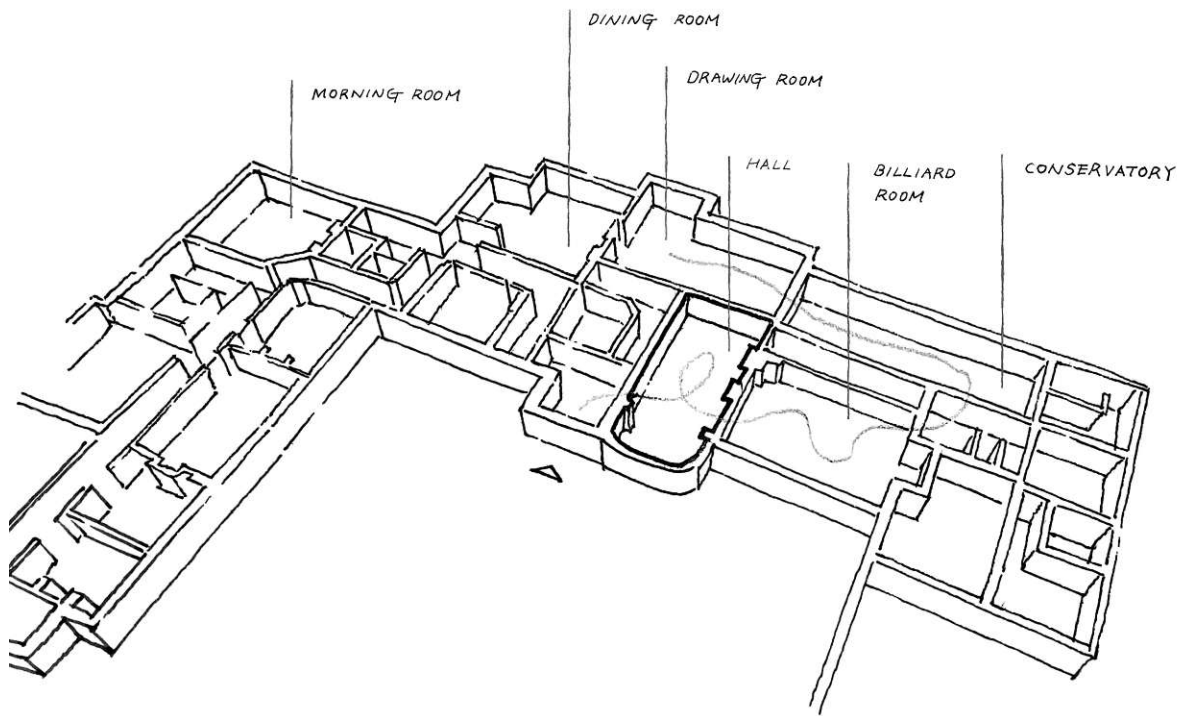 DINING ROOM
DRAWING ROOM
MORNING ROOM
HALL
BILLIARD
ROOM
CONSERVATORY